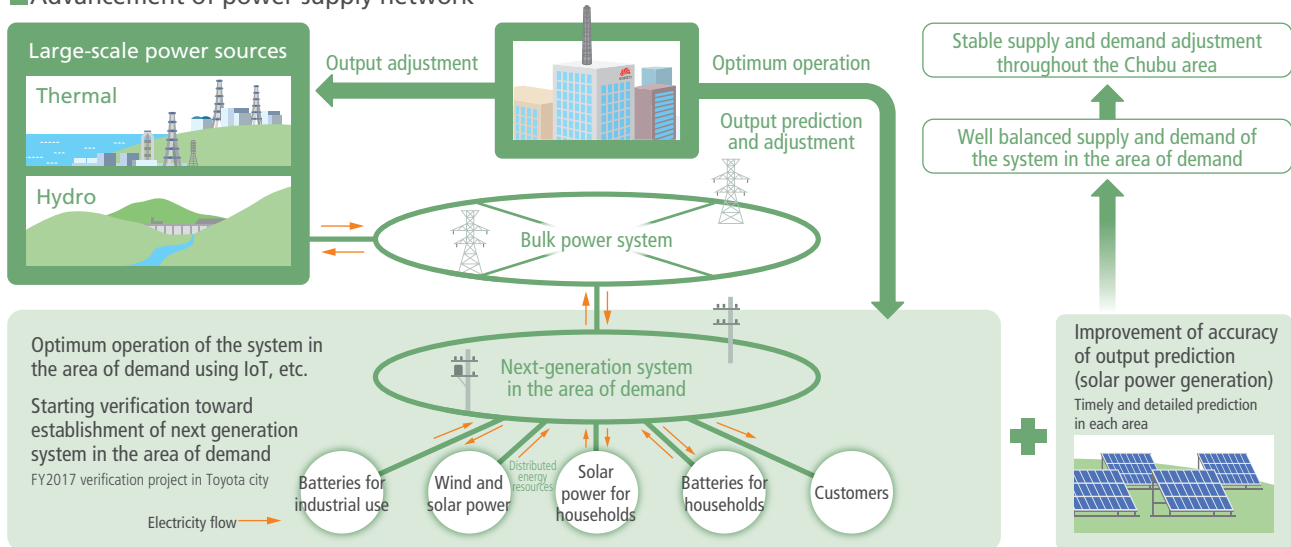 Advancement of power supply network
Large-scale power sources
Thermal
Hydro
Output adjustment
Optimum operation
Output prediction
and adjustment
Stable supply and demand adjustment
throughout the Chubu area
Well balanced supply and demand of
the system in the area of demand
Bulk power system
Optimum operation of the system in
the area of demand using IoT, etc.
Starting verification toward
establishment of next generation
system in the area of demand
FY2017 verification project in Toyota city
Electricity flow
Next-generation system
in the area of demand
Batteries for
industrial use
Wind and
solar power
Distributed
energy
resources
Solar
power for
households
Batteries for
households
Customers
Improvement of accuracy
of output prediction
(solar power generation)
Timely and detailed prediction
in each area